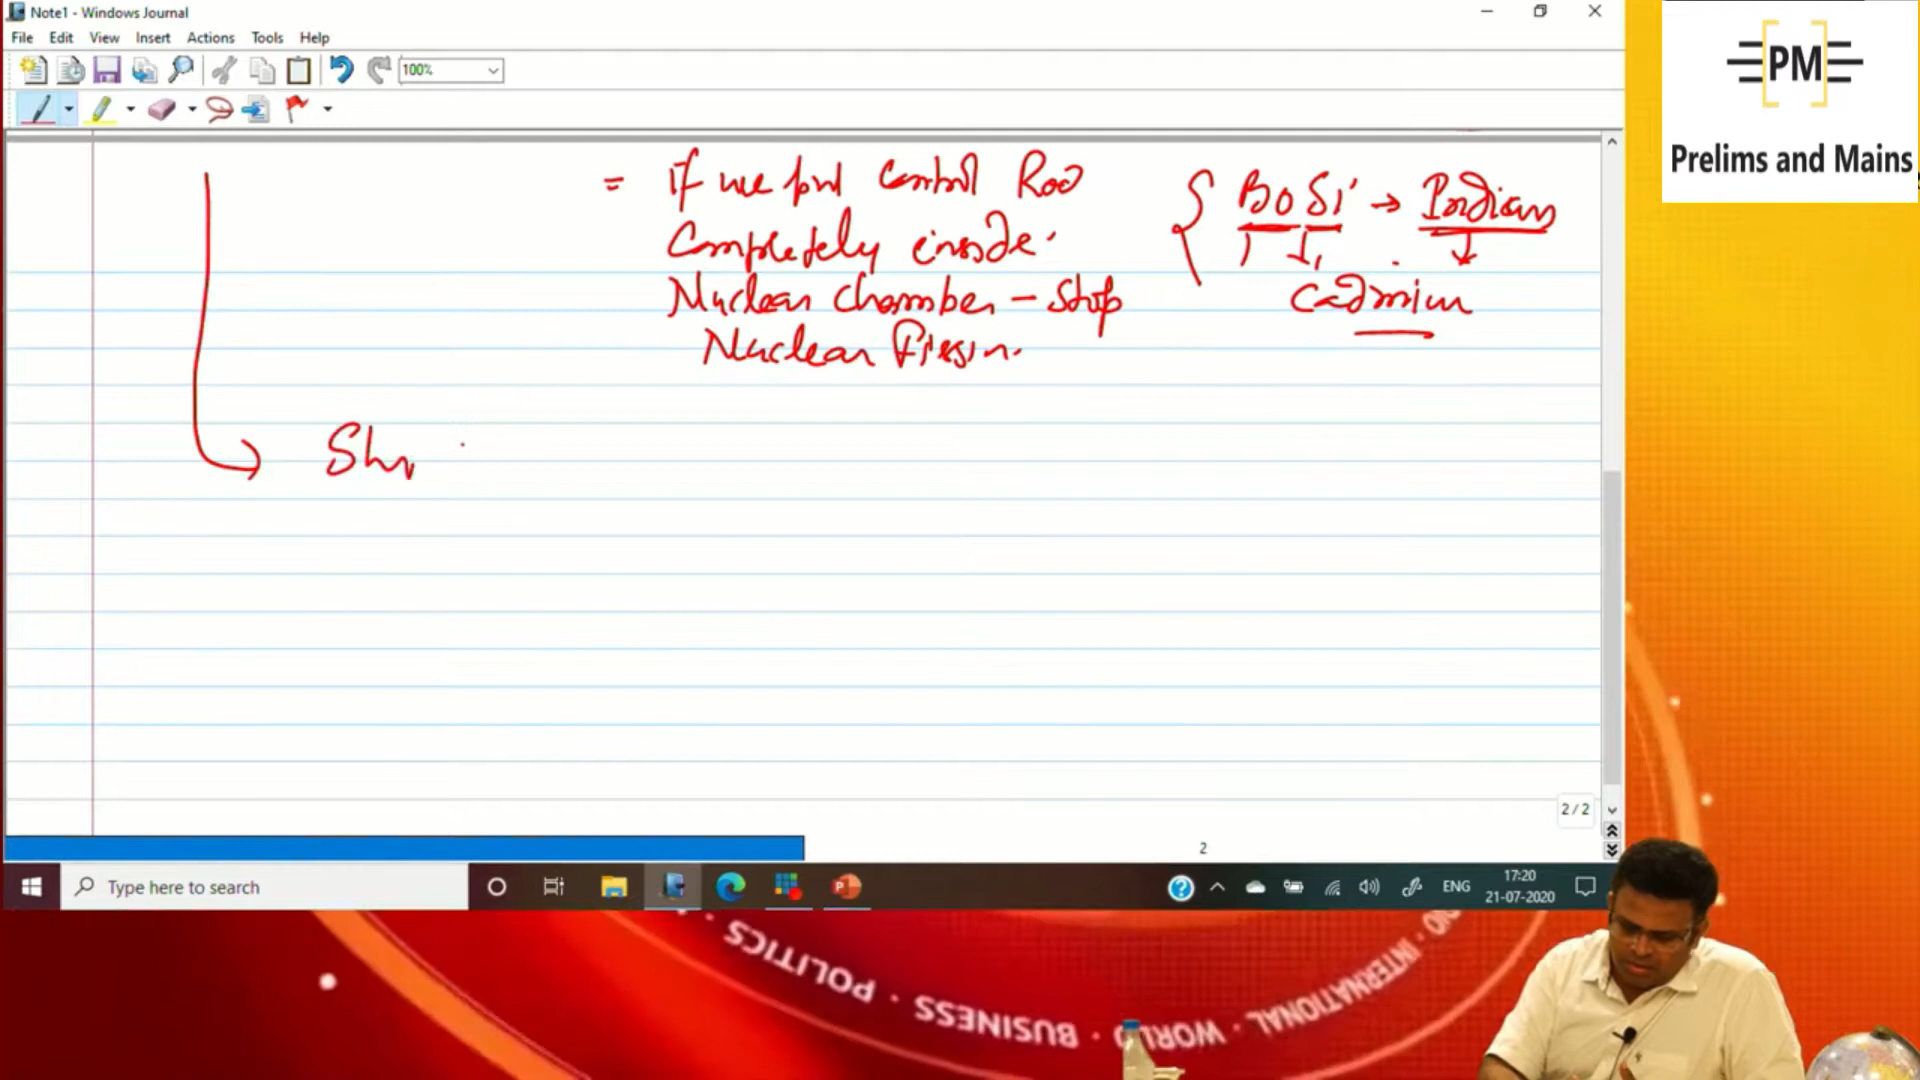 Note1 - Windows Journal
File Edit View Insert Actions Tools Help
100%
PM
Prelims and Mains
= If we put control Rod
Completely inside
Nuclear Chamber - Stop
Nuclear Fission.
BO Si → Indian
Cadmium
2 / 2
2
Type here to search
ENG
17:20
21-07-2020
POLITICS · BUSINESS · WORLD · INTERNATIONAL